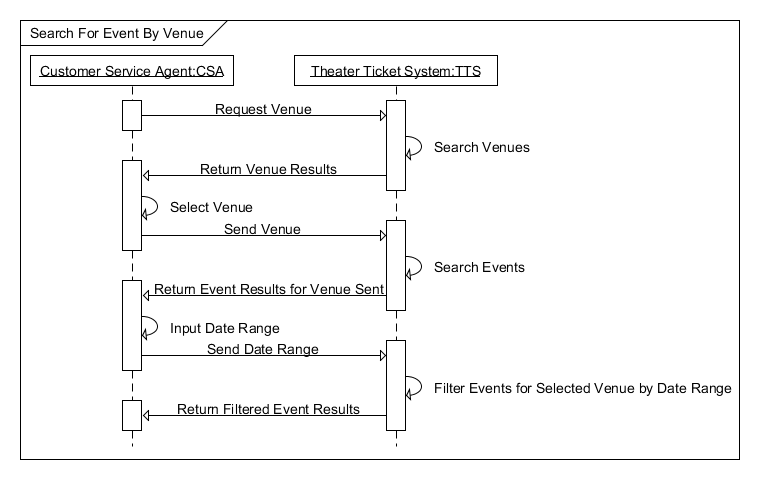 Search For Event By Venue
Customer Service Agent:CSA
Theater Ticket System:TTS
Request Venue
Search Venues
Return Venue Results
Select Venue
Send Venue
Search Events
Return Event Results for Venue Sent
Input Date Range
Send Date Range
Filter Events for Selected Venue by Date Range
Return Filtered Event Results